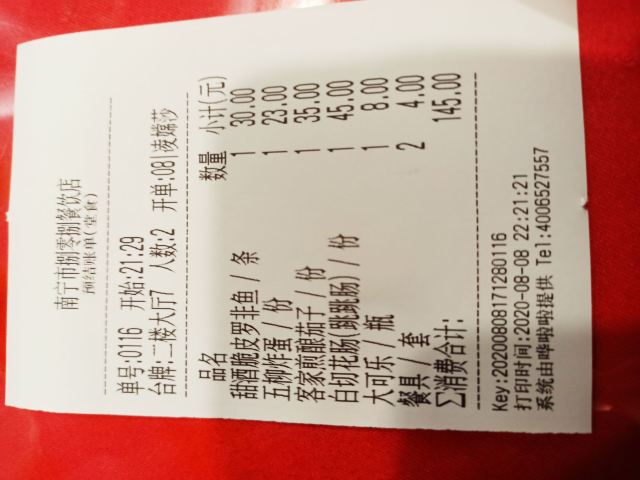 南宁市捌零捌餐饮店
预结账单(堂食)
单号:0116 开始:21:29
台牌:二楼大厅7 人数:2 开单:08|凌嫦莎
品名 数量 小计(元)
甜酒脆皮罗非鱼 / 条 1 30.00
五柳炸蛋 / 份 1 23.00
客家煎酿茄子 / 份 1 35.00
白切花肠(跳跳肠) / 份 1 45.00
大可乐 / 瓶 1 8.00
餐具 / 套 2 4.00
∑消费合计: 145.00
Key:20200808171280116
打印时间:2020-08-08 22:21:21
系统由哗啦啦提供 Tel:4006527557